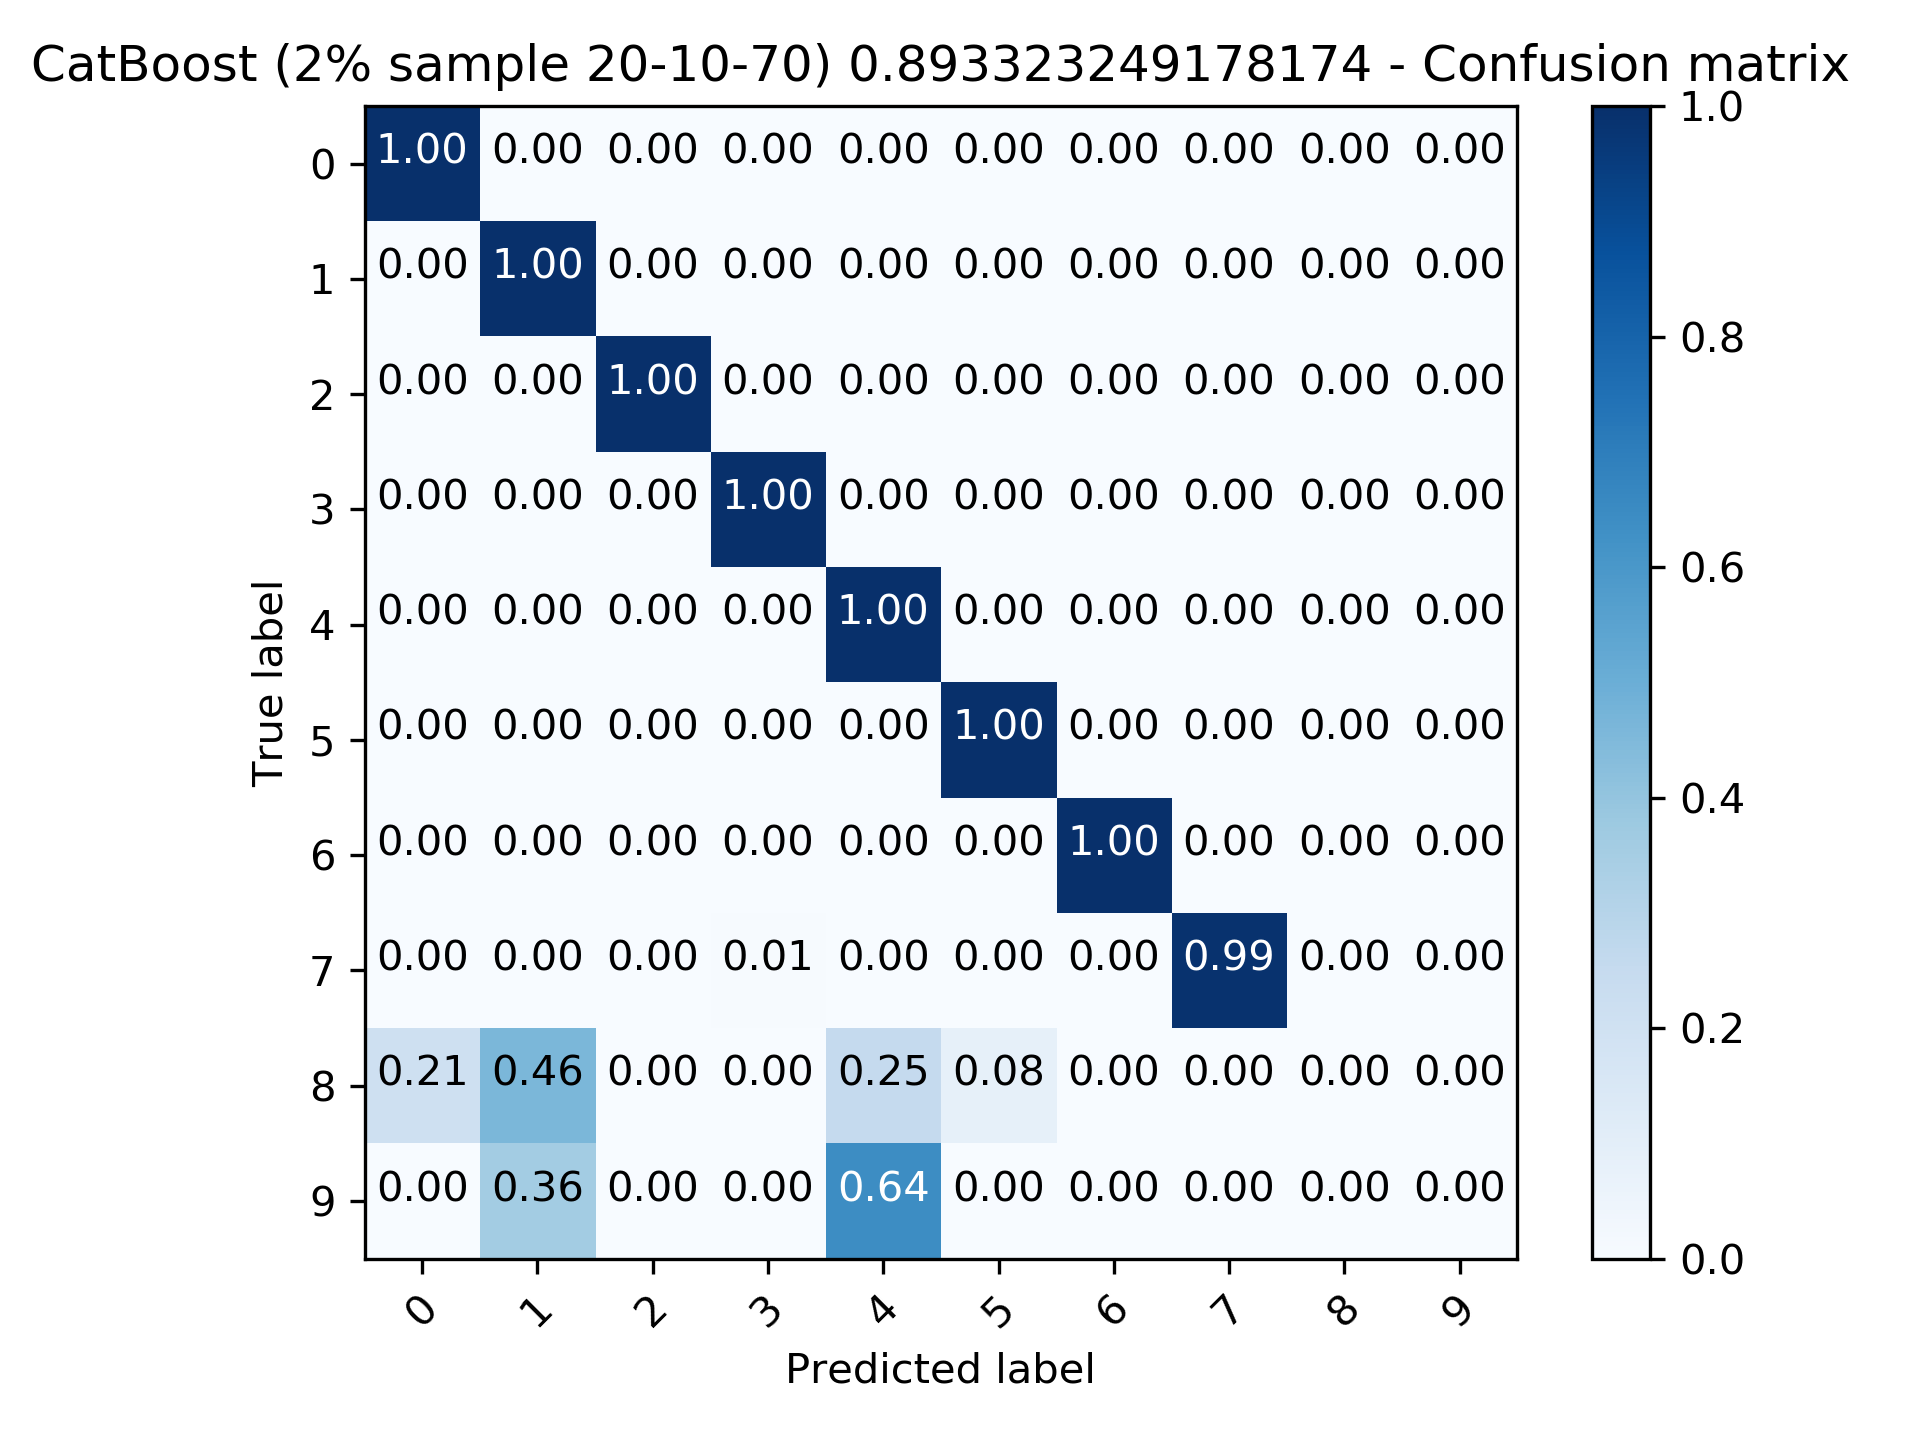 CatBoost (2% sample 20-10-70) 0.893323249178174 - Confusion matrix
1.0
0 1.00 0.00 0.00 0.00 0.00 0.00 0.00 0.00 0.00 0.00
1 0.00 1.00 0.00 0.00 0.00 0.00 0.00 0.00 0.00 0.00
0.8
2 0.00 0.00 1.00 0.00 0.00 0.00 0.00 0.00 0.00 0.00
3 0.00 0.00 0.00 1.00 0.00 0.00 0.00 0.00 0.00 0.00
0.6
4 0.00 0.00 0.00 0.00 1.00 0.00 0.00 0.00 0.00 0.00
True label
5 0.00 0.00 0.00 0.00 0.00 1.00 0.00 0.00 0.00 0.00
0.4
6 0.00 0.00 0.00 0.00 0.00 0.00 1.00 0.00 0.00 0.00
7 0.00 0.00 0.00 0.01 0.00 0.00 0.00 0.99 0.00 0.00
0.2
8 0.21 0.46 0.00 0.00 0.25 0.08 0.00 0.00 0.00 0.00
9 0.00 0.36 0.00 0.00 0.64 0.00 0.00 0.00 0.00 0.00
0.0
0 1 2 3 4 5 6 7 8 9
Predicted label